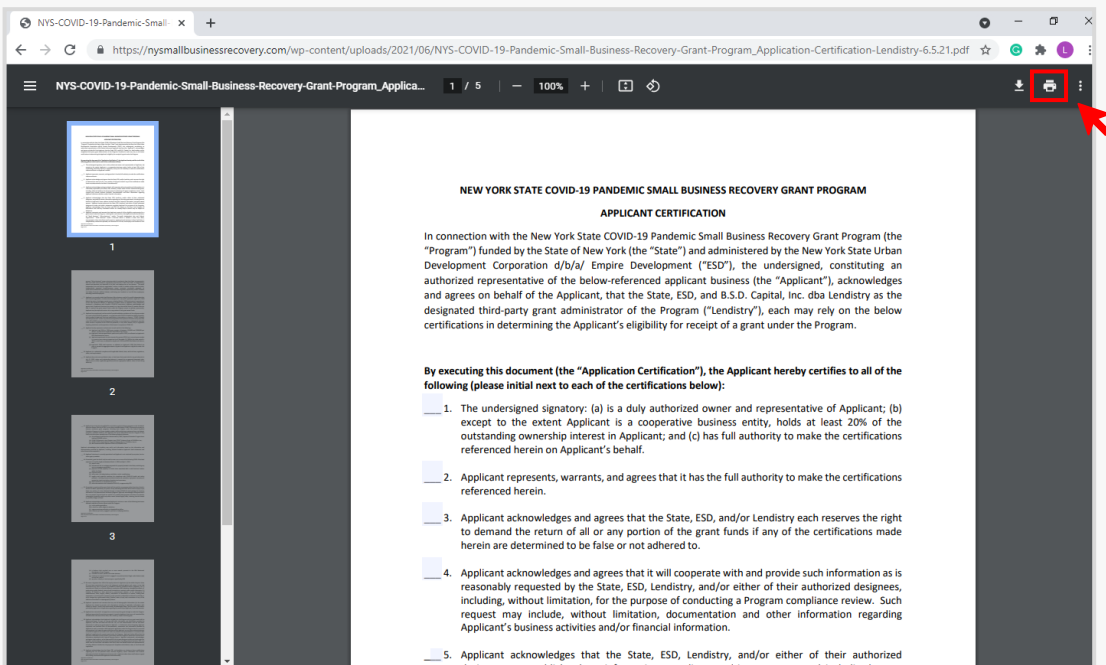 NYS-COVID-19-Pandemic-Small-
https://nysmallbusinessrecovery.com/wp-content/uploads/2021/06/NYS-COVID-19-Pandemic-Small-Business-Recovery-Grant-Program_Application-Certification-Lendistry-6.5.21.pdf
L
NYS-COVID-19-Pandemic-Small-Business-Recovery-Grant-Program_Applica...
1 / 5
100%
1
2
3
NEW YORK STATE COVID-19 PANDEMIC SMALL BUSINESS RECOVERY GRANT PROGRAM
APPLICANT CERTIFICATION
In connection with the New York State COVID-19 Pandemic Small Business Recovery Grant Program (the
“Program”) funded by the State of New York (the “State”) and administered by the New York State Urban
Development Corporation d/b/a/ Empire Development (“ESD”), the undersigned, constituting an
authorized representative of the below-referenced applicant business (the “Applicant”), acknowledges
and agrees on behalf of the Applicant, that the State, ESD, and B.S.D. Capital, Inc. dba Lendistry as the
designated third-party grant administrator of the Program (“Lendistry”), each may rely on the below
certifications in determining the Applicant’s eligibility for receipt of a grant under the Program.
By executing this document (the “Application Certification”), the Applicant hereby certifies to all of the
following (please initial next to each of the certifications below):
___1. The undersigned signatory: (a) is a duly authorized owner and representative of Applicant; (b)
except to the extent Applicant is a cooperative business entity, holds at least 20% of the
outstanding ownership interest in Applicant; and (c) has full authority to make the certifications
referenced herein on Applicant’s behalf.
___2. Applicant represents, warrants, and agrees that it has the full authority to make the certifications
referenced herein.
___3. Applicant acknowledges and agrees that the State, ESD, and/or Lendistry each reserves the right
to demand the return of all or any portion of the grant funds if any of the certifications made
herein are determined to be false or not adhered to.
___4. Applicant acknowledges and agrees that it will cooperate with and provide such information as is
reasonably requested by the State, ESD, Lendistry, and/or either of their authorized designees,
including, without limitation, for the purpose of conducting a Program compliance review. Such
request may include, without limitation, documentation and other information regarding
Applicant’s business activities and/or financial information.
___5. Applicant acknowledges that the State, ESD, Lendistry, and/or either of their authorized